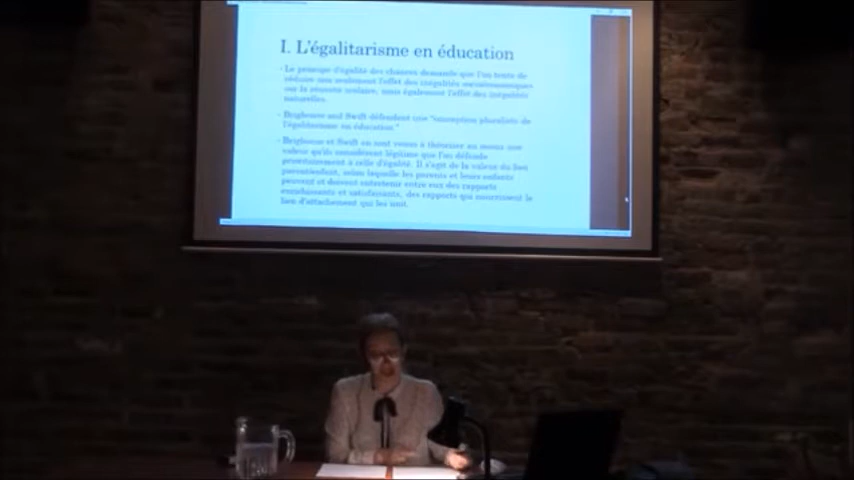 I. L'égalitarisme en éducation
- Le principe d'égalité des chances demande que l'on tente de
réduire non seulement l'effet des inégalités socioéconomiques
sur la réussite scolaire, mais également l'effet des inégalités
naturelles.
- Brighouse and Swift défendent une "conception pluraliste de
l'égalitarisme en éducation."
- Brighouse et Swift en sont venus à théoriser au moins une
valeur qu'ils considèrent légitime que l'on défende
prioritairement à celle d'égalité. Il s'agit de la valeur du lien
parent/enfant, selon laquelle les parents et leurs enfants
peuvent et doivent entretenir entre eux des rapports
enrichissants et satisfaisants, des rapports qui nourrissent le
lien d'attachement qui les unit.